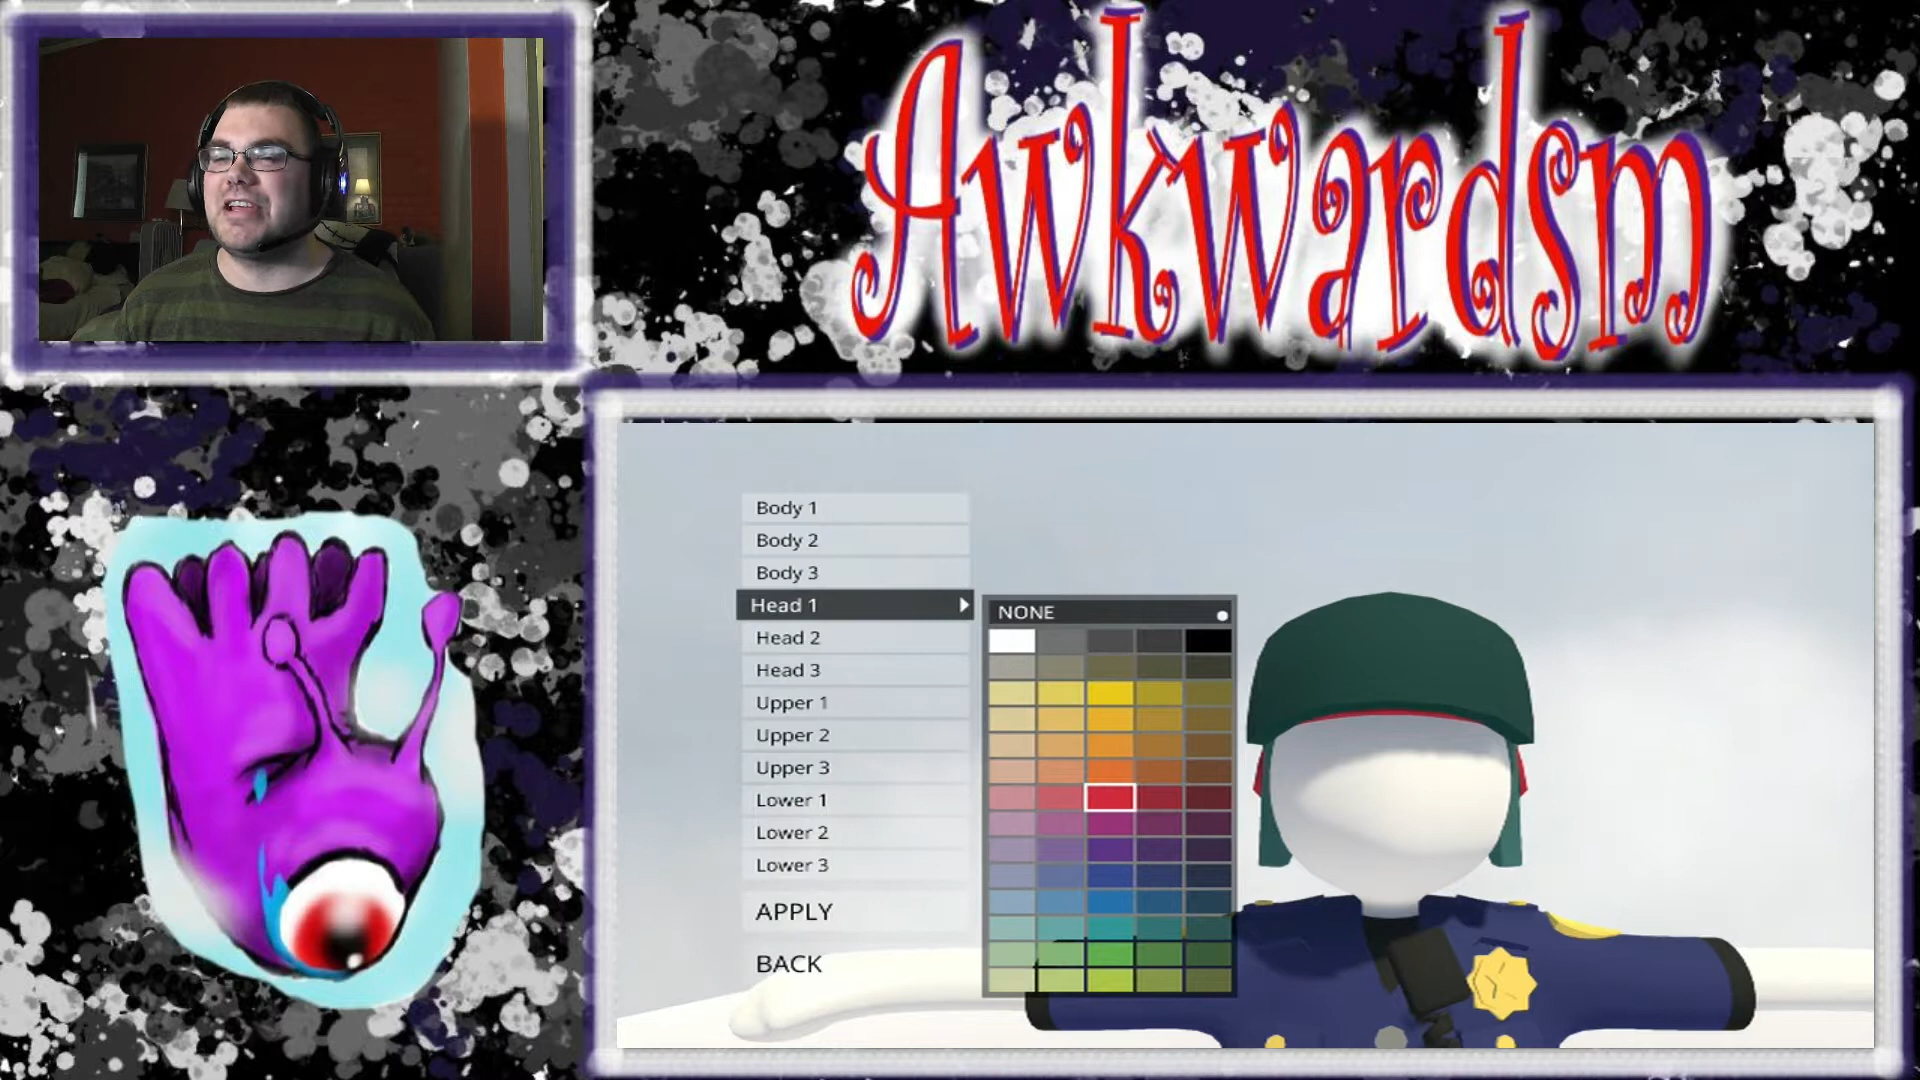 Awkwardsm
Body 1
Body 2
Body 3
Head 1
NONE
Head 2
Head 3
Upper 1
Upper 2
Upper 3
Lower 1
Lower 2
Lower 3
APPLY
BACK